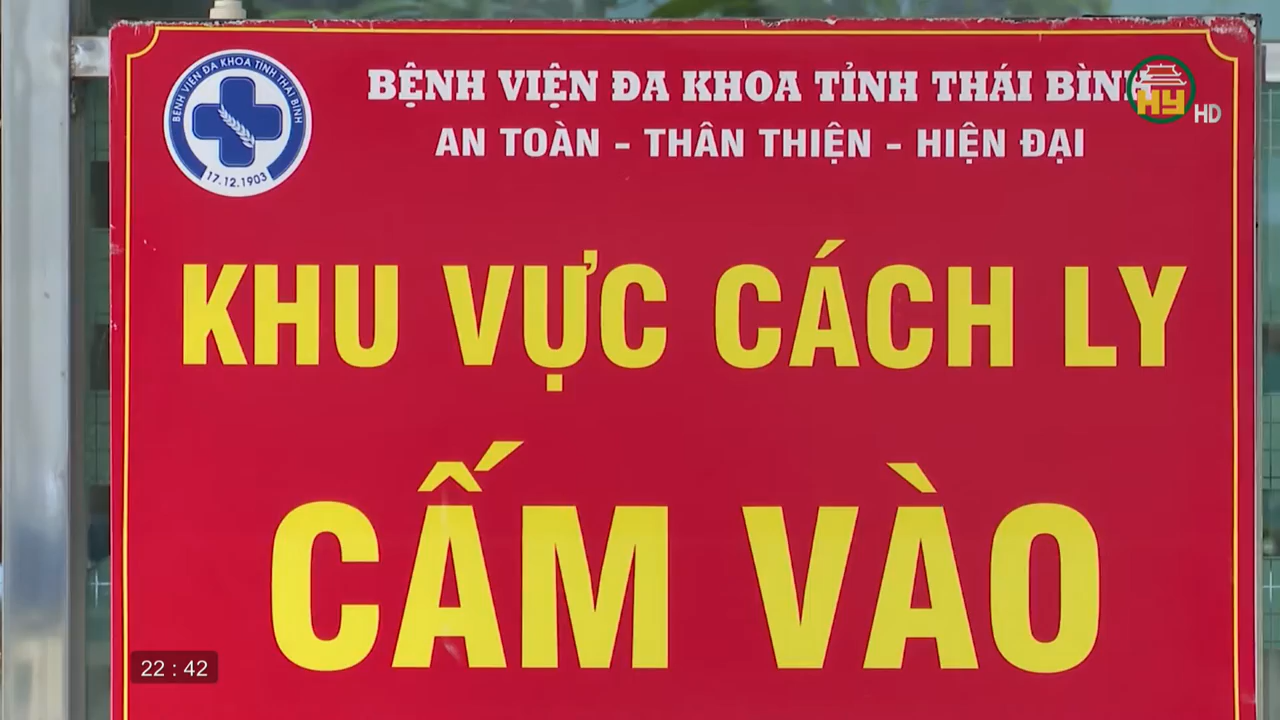 BỆNH VIỆN ĐA KHOA TỈNH THÁI BÌNH
17.12.1903
BỆNH VIỆN ĐA KHOA TỈNH THÁI BÌNH
AN TOÀN - THÂN THIỆN - HIỆN ĐẠI
HY HD
KHU VỰC CÁCH LY
CẤM VÀO
22 : 42